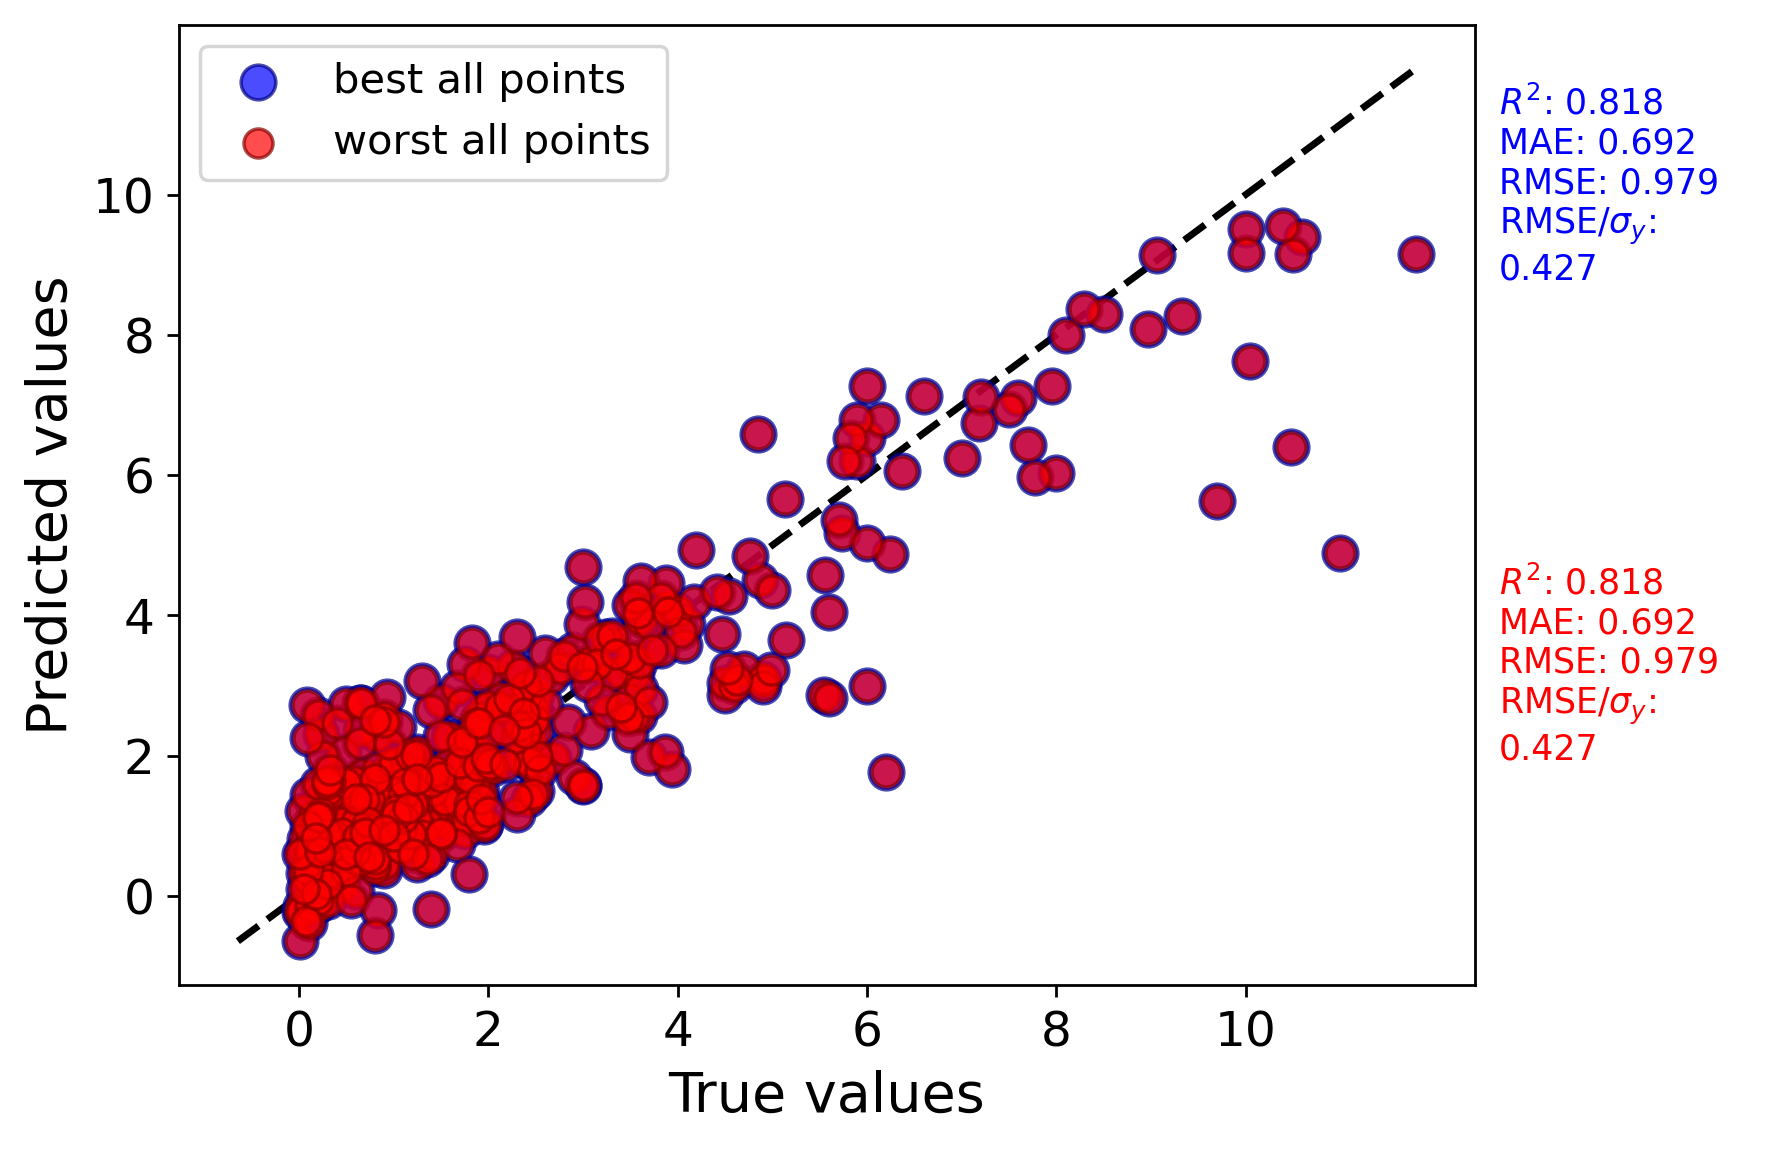 best all points
worst all points
R²: 0.818
MAE: 0.692
RMSE: 0.979
RMSE/σ_y:
0.427
R²: 0.818
MAE: 0.692
RMSE: 0.979
RMSE/σ_y:
0.427
Predicted values
10
8
6
4
2
0
0 2 4 6 8 10
True values